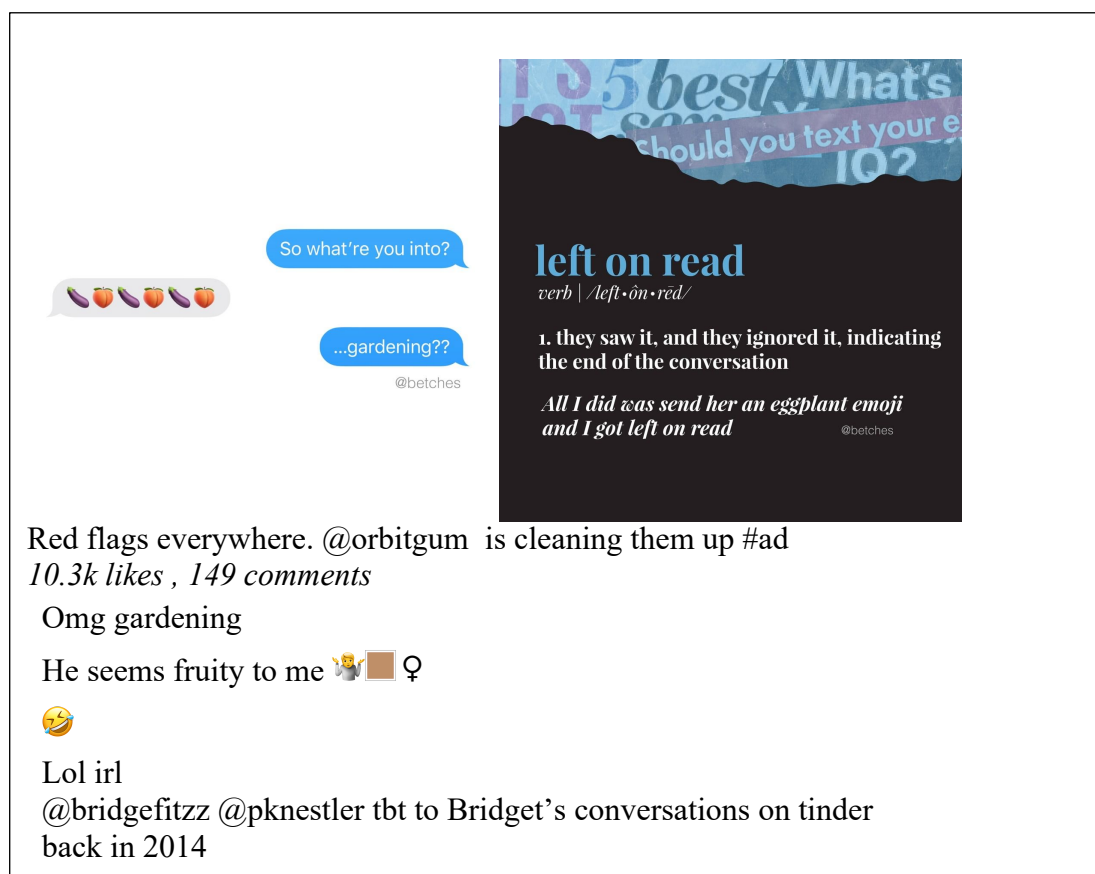 So what're you into?
🍆🍑🍆🍑🍆🍑
...gardening??
@betches
5 best What's
should you text your e
IQ?
left on read
verb | /left•ôn•rēd/
1. they saw it, and they ignored it, indicating
the end of the conversation
All I did was send her an eggplant emoji
and I got left on read
@betches
Red flags everywhere. @orbitgum is cleaning them up #ad
10.3k likes , 149 comments
Omg gardening
He seems fruity to me 🤷🏽♀
🤣
Lol irl
@bridgefitzz @pknestler tbt to Bridget's conversations on tinder
back in 2014